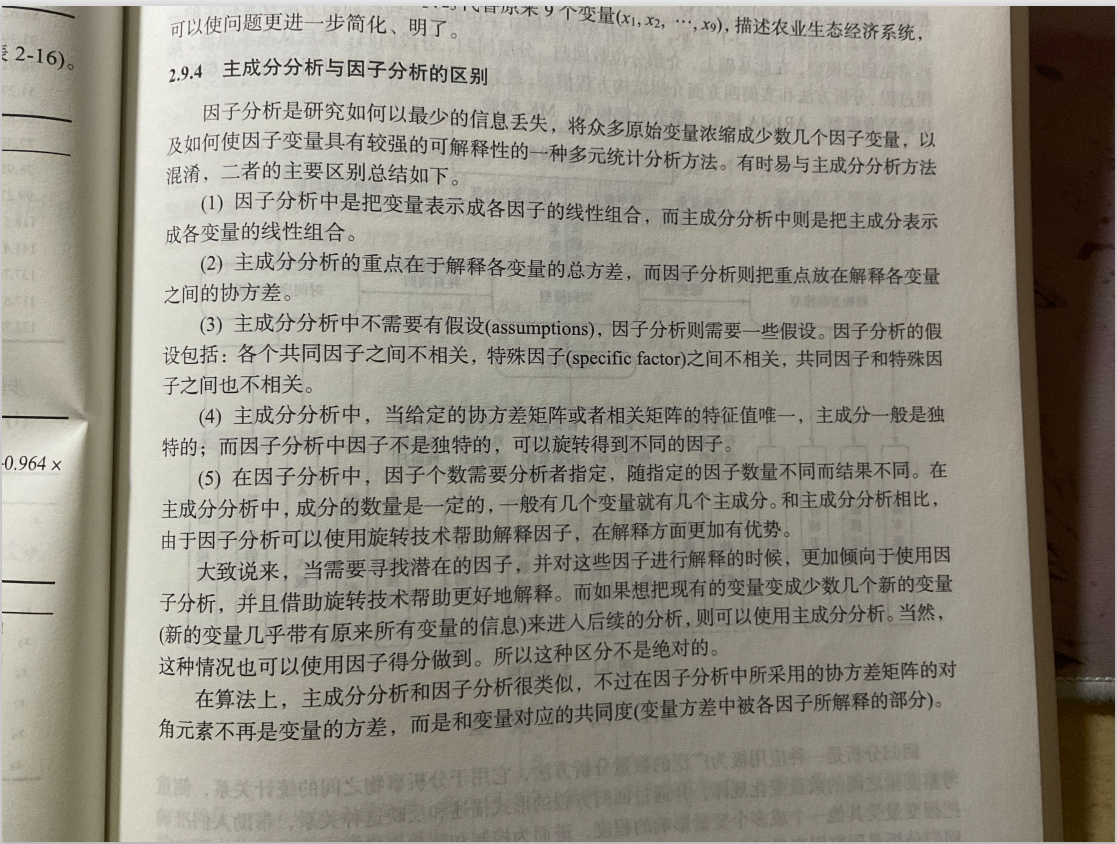 表 2-16)。
-0.964 ×
代替原来 9 个变量(x₁, x₂, ⋯, x₉), 描述农业生态经济系统,
可以使问题更进一步简化、明了。
2.9.4 主成分分析与因子分析的区别
因子分析是研究如何以最少的信息丢失，将众多原始变量浓缩成少数几个因子变量，以
及如何使因子变量具有较强的可解释性的一种多元统计分析方法。有时易与主成分分析方法
混淆，二者的主要区别总结如下。
(1) 因子分析中是把变量表示成各因子的线性组合，而主成分分析中则是把主成分表示
成各变量的线性组合。
(2) 主成分分析的重点在于解释各变量的总方差，而因子分析则把重点放在解释各变量
之间的协方差。
(3) 主成分分析中不需要有假设(assumptions)，因子分析则需要一些假设。因子分析的假
设包括：各个共同因子之间不相关，特殊因子(specific factor)之间不相关，共同因子和特殊因
子之间也不相关。
(4) 主成分分析中，当给定的协方差矩阵或者相关矩阵的特征值唯一，主成分一般是独
特的；而因子分析中因子不是独特的，可以旋转得到不同的因子。
(5) 在因子分析中，因子个数需要分析者指定，随指定的因子数量不同而结果不同。在
主成分分析中, 成分的数量是一定的, 一般有几个变量就有几个主成分。和主成分分析相比，
由于因子分析可以使用旋转技术帮助解释因子，在解释方面更加有优势。
大致说来，当需要寻找潜在的因子，并对这些因子进行解释的时候，更加倾向于使用因
子分析，并且借助旋转技术帮助更好地解释。而如果想把现有的变量变成少数几个新的变量
(新的变量几乎带有原来所有变量的信息)来进入后续的分析, 则可以使用主成分分析。当然，
这种情况也可以使用因子得分做到。所以这种区分不是绝对的。
在算法上，主成分分析和因子分析很类似，不过在因子分析中所采用的协方差矩阵的对
角元素不再是变量的方差，而是和变量对应的共同度(变量方差中被各因子所解释的部分)。